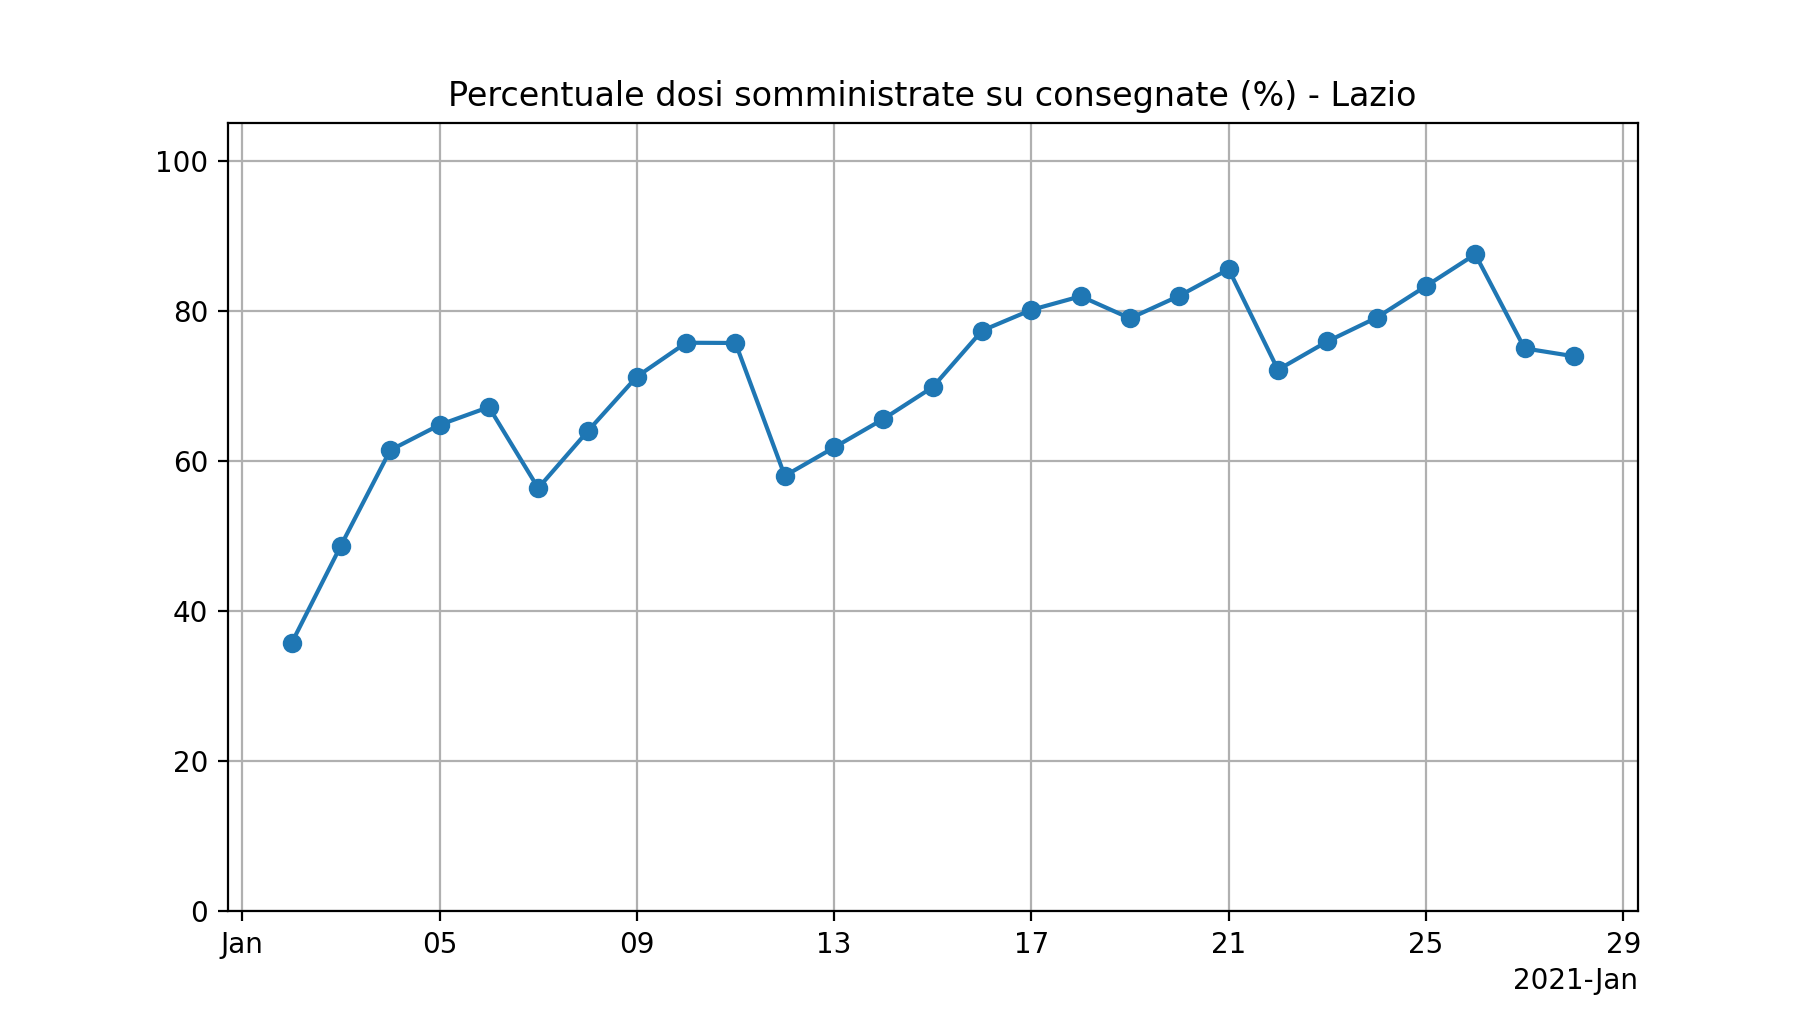 Percentuale dosi somministrate su consegnate (%) - Lazio
100
80
60
40
20
0
Jan 05 09 13 17 21 25 29
2021-Jan